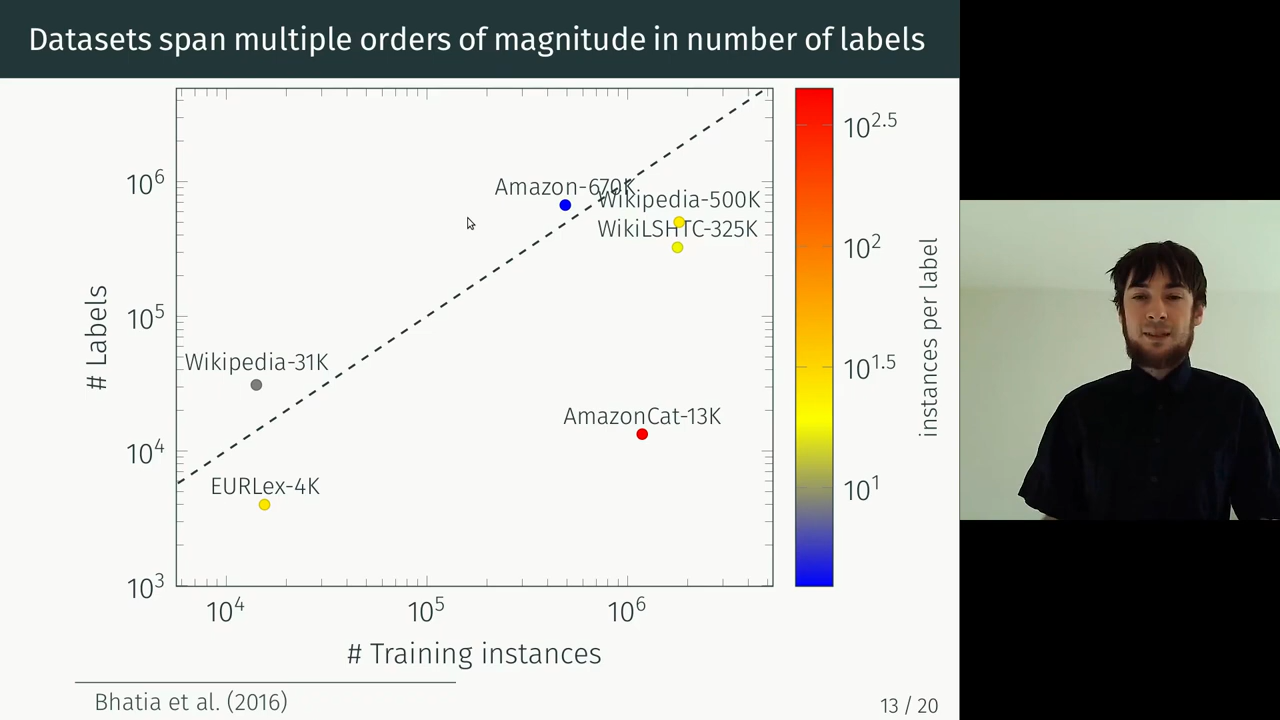 Datasets span multiple orders of magnitude in number of labels
Amazon-670K
Wikipedia-500K
WikiLSHTC-325K
Wikipedia-31K
AmazonCat-13K
EURLex-4K
10^6
10^5
10^4
10^3
# Labels
10^4
10^5
10^6
# Training instances
10^2.5
10^2
10^1.5
10^1
instances per label
Bhatia et al. (2016)
13 / 20